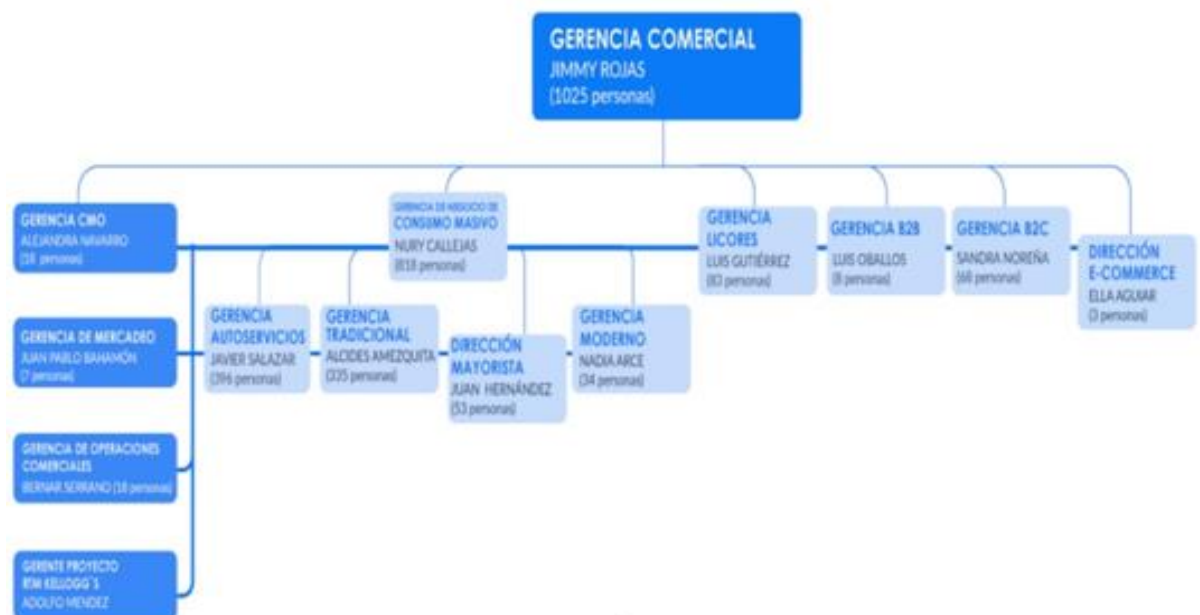 GERENCIA COMERCIAL
JIMMY ROJAS
(1025 personas)
GERENCIA CMO
ALEJANDRA NAVARRO
(18 personas)
GERENCIA DE NEGOCIO DE
CONSUMO MASIVO
NURY CALLEJAS
(818 personas)
GERENCIA
LICORES
LUIS GUTIÉRREZ
(83 personas)
GERENCIA B2B
LUIS OBALLOS
(8 personas)
GERENCIA B2C
SANDRA NOREÑA
(68 personas)
DIRECCIÓN
E-COMMERCE
ELLA AGUIAR
(3 personas)
GERENCIA DE MERCADEO
JUAN PABLO BAHAMÓN
(7 personas)
GERENCIA
AUTOSERVICIOS
JAVIER SALAZAR
(396 personas)
GERENCIA
TRADICIONAL
ALCIDES AMEZQUITA
(335 personas)
DIRECCIÓN
MAYORISTA
JUAN HERNÁNDEZ
(53 personas)
GERENCIA
MODERNO
NADIA ARCE
(34 personas)
GERENCIA DE OPERACIONES
COMERCIALES
BERNAR SERRANO (18 personas)
GERENTE PROYECTO
RTM KELLOGG´S
ADOLFO MENDEZ